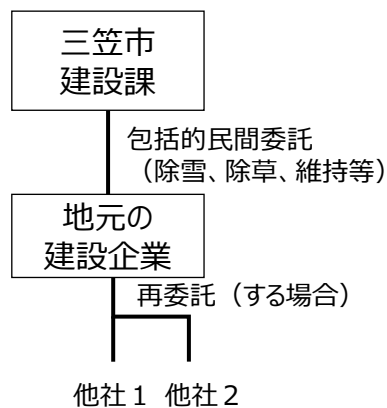 三笠市
建設課
包括的民間委託
（除雪、除草、維持等）
地元の
建設企業
再委託（する場合）
他社１ 他社２